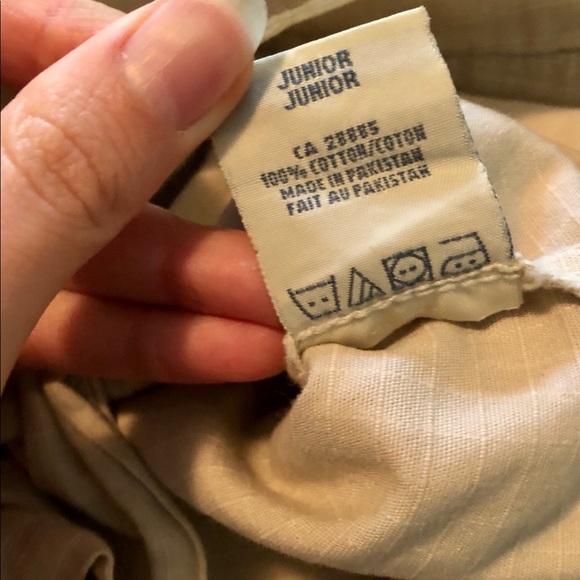 JUNIOR
JUNIOR
CA 28885
100% COTTON/COTON
MADE IN PAKISTAN
FAIT AU PAKISTAN